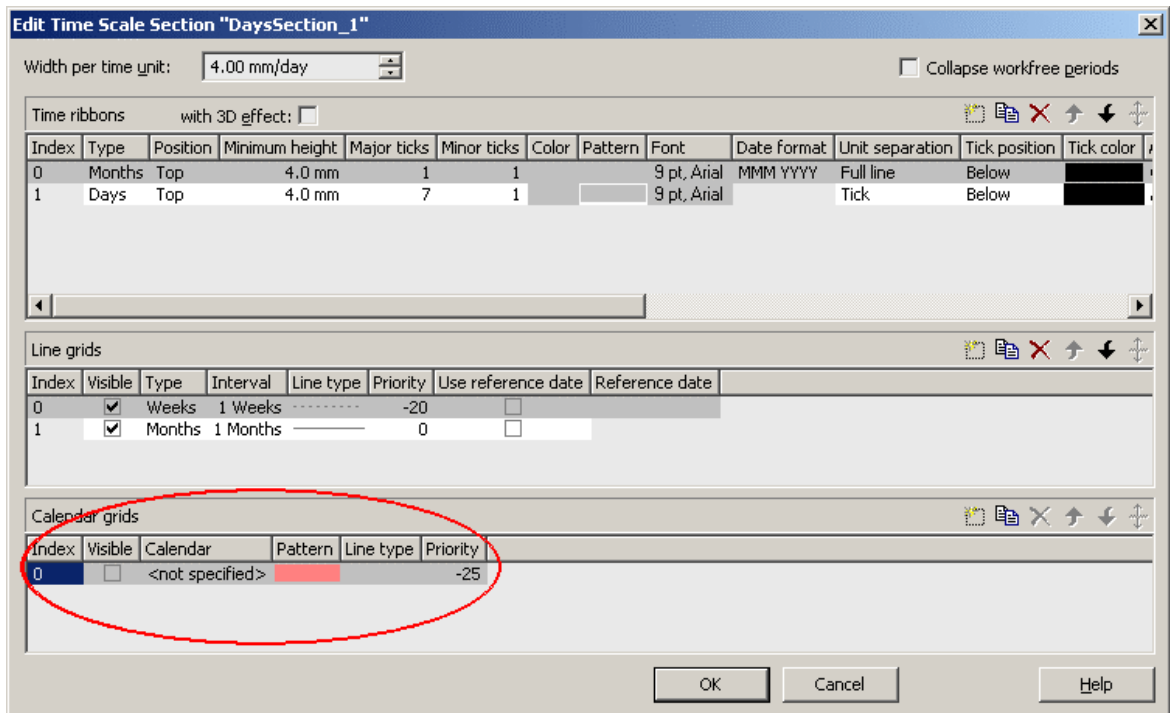 Edit Time Scale Section "DaysSection_1"
Width per time unit: 4.00 mm/day Collapse workfree periods
Time ribbons with 3D effect:
Index Type Position Minimum height Major ticks Minor ticks Color Pattern Font Date format Unit separation Tick position Tick color
0 Months Top 4.0 mm 1 1 9 pt, Arial MMM YYYY Full line Below
1 Days Top 4.0 mm 7 1 9 pt, Arial Tick Below
Line grids
Index Visible Type Interval Line type Priority Use reference date Reference date
0 Weeks 1 Weeks -20
1 Months 1 Months 0
Calendar grids
Index Visible Calendar Pattern Line type Priority
0 <not specified> -25
OK Cancel Help